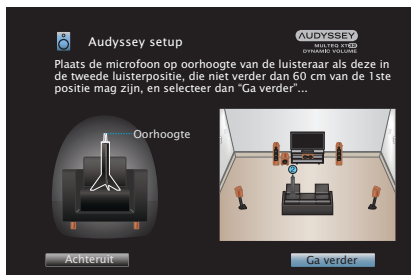 Audyssey setup
AUDYSSEY
MULTEQ XT32
DYNAMIC VOLUME
Plaats de microfoon op oorhoogte van de luisteraar als deze in
de tweede luisterpositie, die niet verder dan 60 cm van de 1ste
positie mag zijn, en selecteer dan “Ga verder”...
Oorhoogte
2
Achteruit
Ga verder